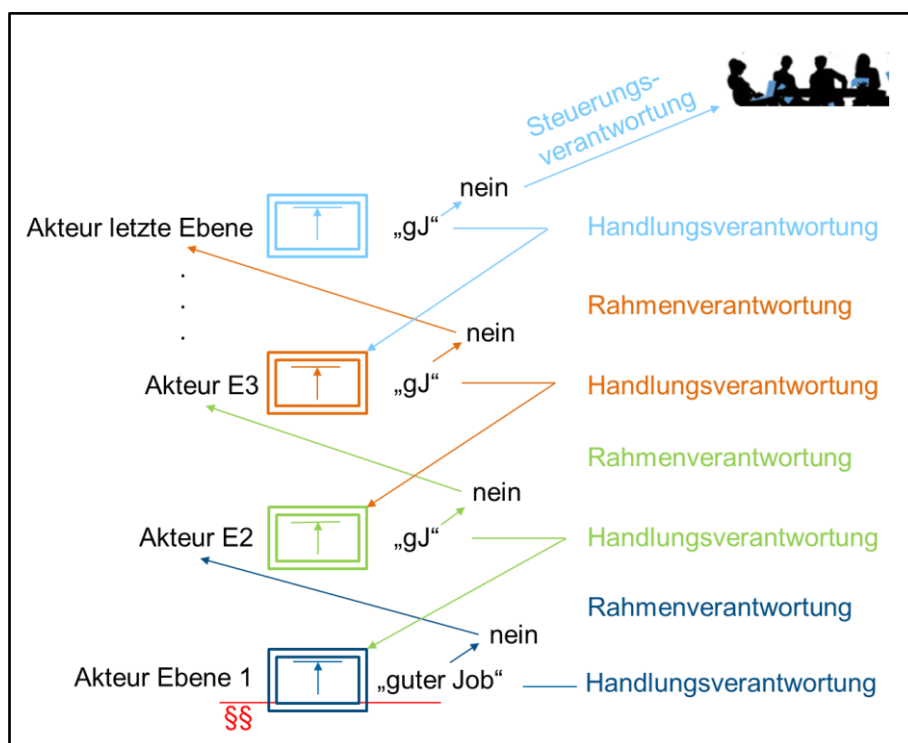 Steuerungs-
verantwortung
nein
Akteur letzte Ebene
„gJ“
Handlungsverantwortung
.
.
.
Rahmenverantwortung
nein
Akteur E3
„gJ“
Handlungsverantwortung
Rahmenverantwortung
nein
Akteur E2
„gJ“
Handlungsverantwortung
Rahmenverantwortung
nein
Akteur Ebene 1
„guter Job“
Handlungsverantwortung
§§